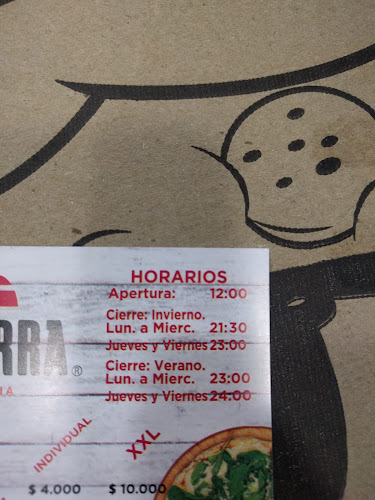 HORARIOS
Apertura: 12:00
Cierre: Invierno.
Lun. a Mierc. 21:30
Jueves y Viernes 23:00
Cierre: Verano.
Lun. a Mierc. 23:00
Jueves y Viernes 24:00
RRA®
INDIVIDUAL
XXL
$ 4.000 $ 10.000